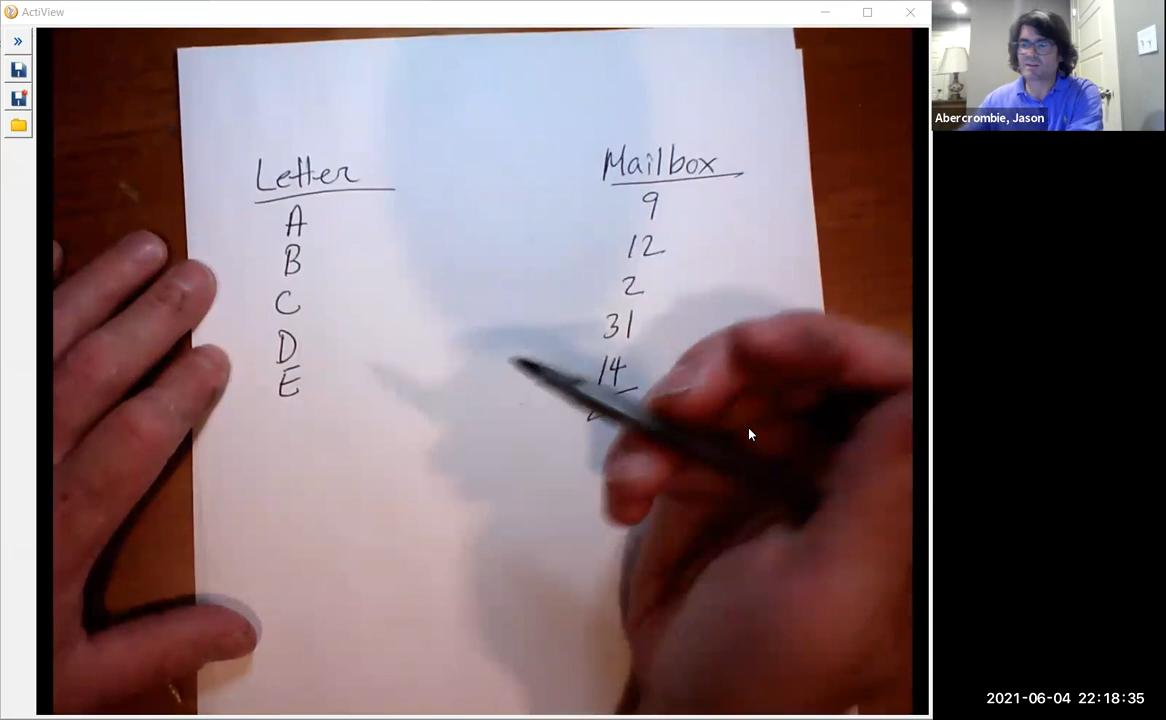 ActiView
»
Abercrombie, Jason
Letter Mailbox
A 9
B 12
C 2
D 31
E 14
2021-06-04 22:18:35